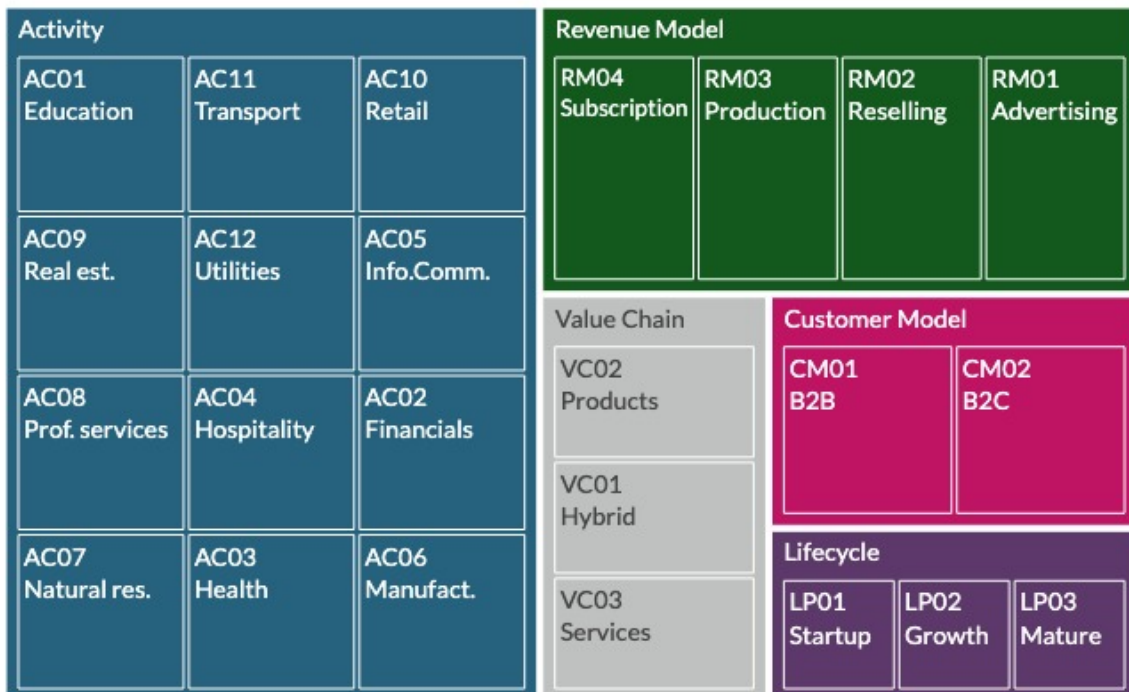 Activity
AC01
Education
AC11
Transport
AC10
Retail
AC09
Real est.
AC12
Utilities
AC05
Info.Comm.
AC08
Prof. services
AC04
Hospitality
AC02
Financials
AC07
Natural res.
AC03
Health
AC06
Manufact.
Revenue Model
RM04
Subscription
RM03
Production
RM02
Reselling
RM01
Advertising
Value Chain
VC02
Products
VC01
Hybrid
VC03
Services
Customer Model
CM01
B2B
CM02
B2C
Lifecycle
LP01
Startup
LP02
Growth
LP03
Mature